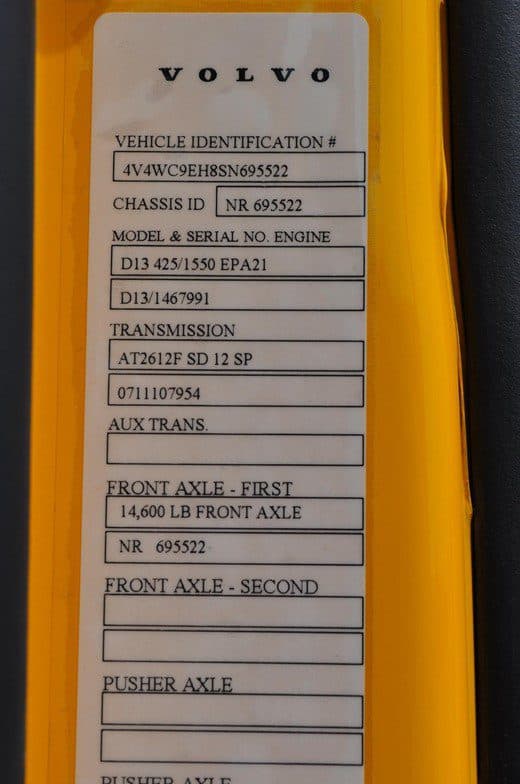 VOLVO
VEHICLE IDENTIFICATION #
4V4WC9EH8SN695522
CHASSIS ID NR 695522
MODEL & SERIAL NO. ENGINE
D13 425/1550 EPA21
D13/1467991
TRANSMISSION
AT2612F SD 12 SP
0711107954
AUX TRANS.
FRONT AXLE - FIRST
14,600 LB FRONT AXLE
NR 695522
FRONT AXLE - SECOND
PUSHER AXLE
PUSHER AXLE